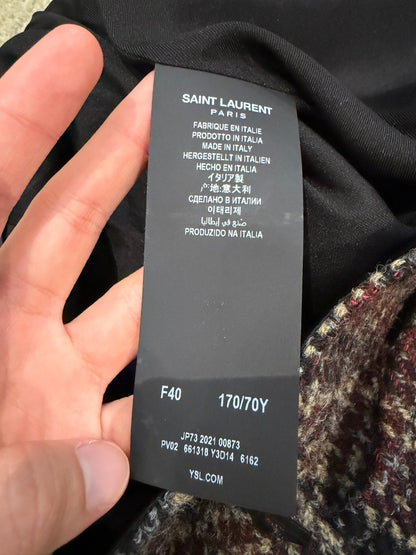 SAINT LAURENT
PARIS
FABRIQUE EN ITALIE
PRODOTTO IN ITALIA
MADE IN ITALY
HERGESTELLT IN ITALIEN
HECHO EN ITALIA
イタリア製
地:意大利
СДЕЛАНО В ИТАЛИИ
이태리제
صنع في إيطاليا
PRODUZIDO NA ITALIA
F40 170/70Y
JP73 2021 00873
PV02 661318 Y3D14 6162
YSL.COM